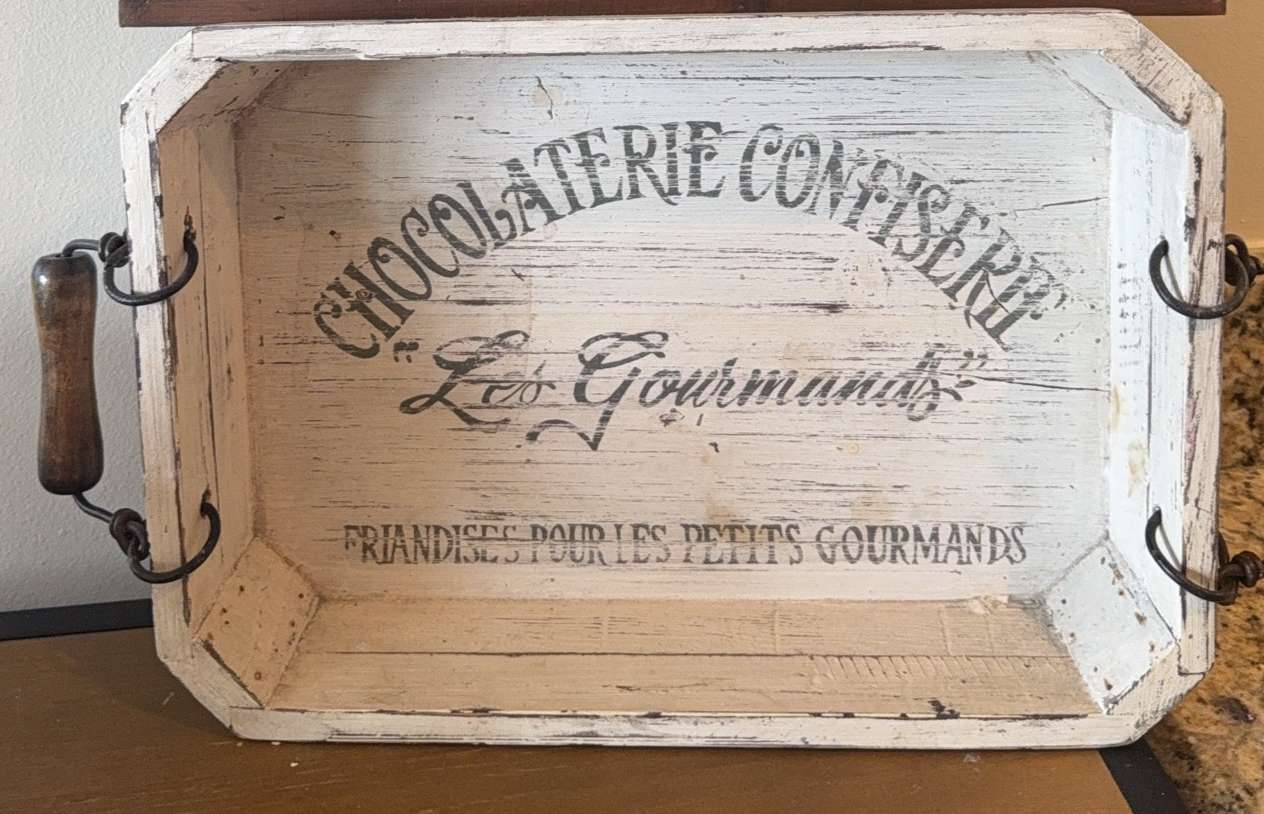 CHOCOLATERIE CONFISERIE
"Les Gourmands"
FRIANDISES POUR LES PETITS GOURMANDS